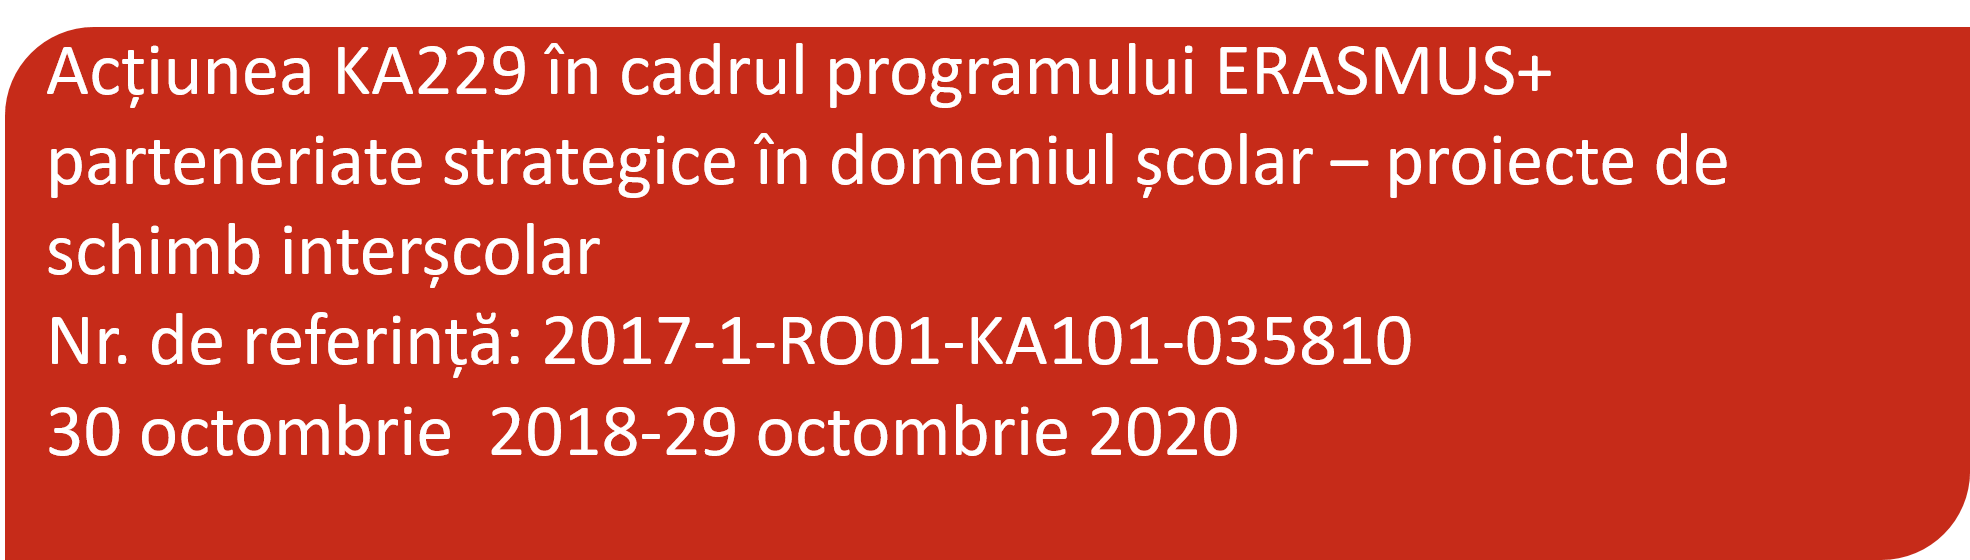 Acțiunea KA229 în cadrul programului ERASMUS+
parteneriate strategice în domeniul școlar – proiecte de
schimb interșcolar
Nr. de referință: 2017-1-RO01-KA101-035810
30 octombrie  2018-29 octombrie 2020